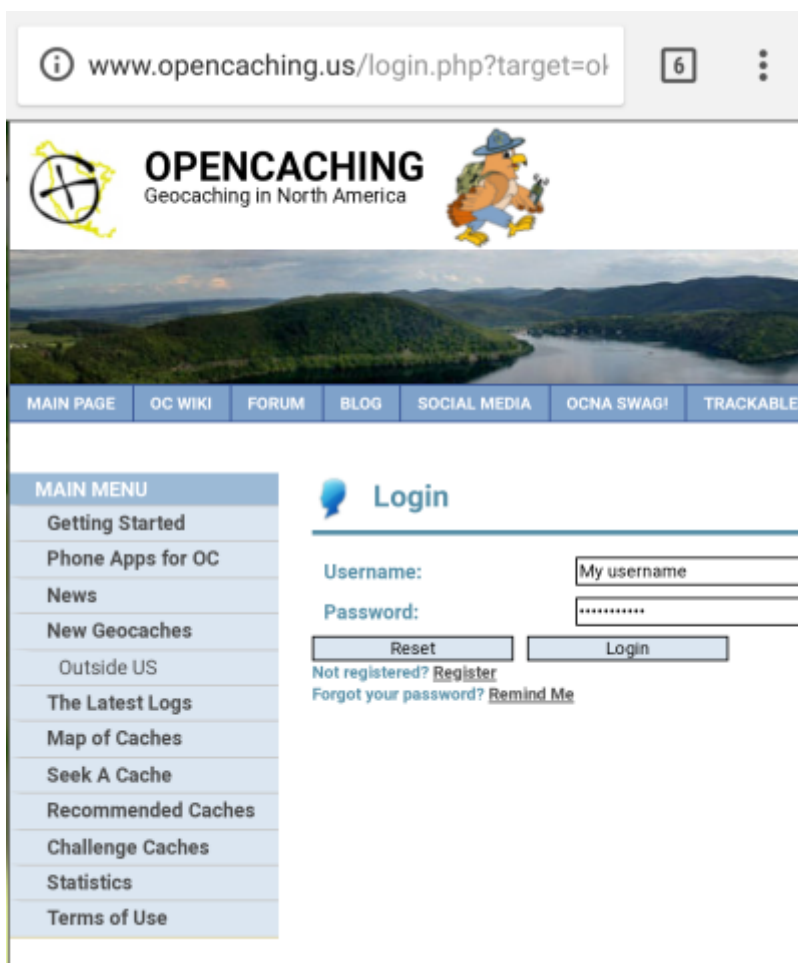 www.opencaching.us/login.php?target=ok
6
OPENCACHING
Geocaching in North America
MAIN PAGE OC WIKI FORUM BLOG SOCIAL MEDIA OCNA SWAG! TRACKABLE
MAIN MENU
Getting Started
Phone Apps for OC
News
New Geocaches
Outside US
The Latest Logs
Map of Caches
Seek A Cache
Recommended Caches
Challenge Caches
Statistics
Terms of Use
Login
Username: My username
Password: •••••••••••
Reset Login
Not registered? Register
Forgot your password? Remind Me